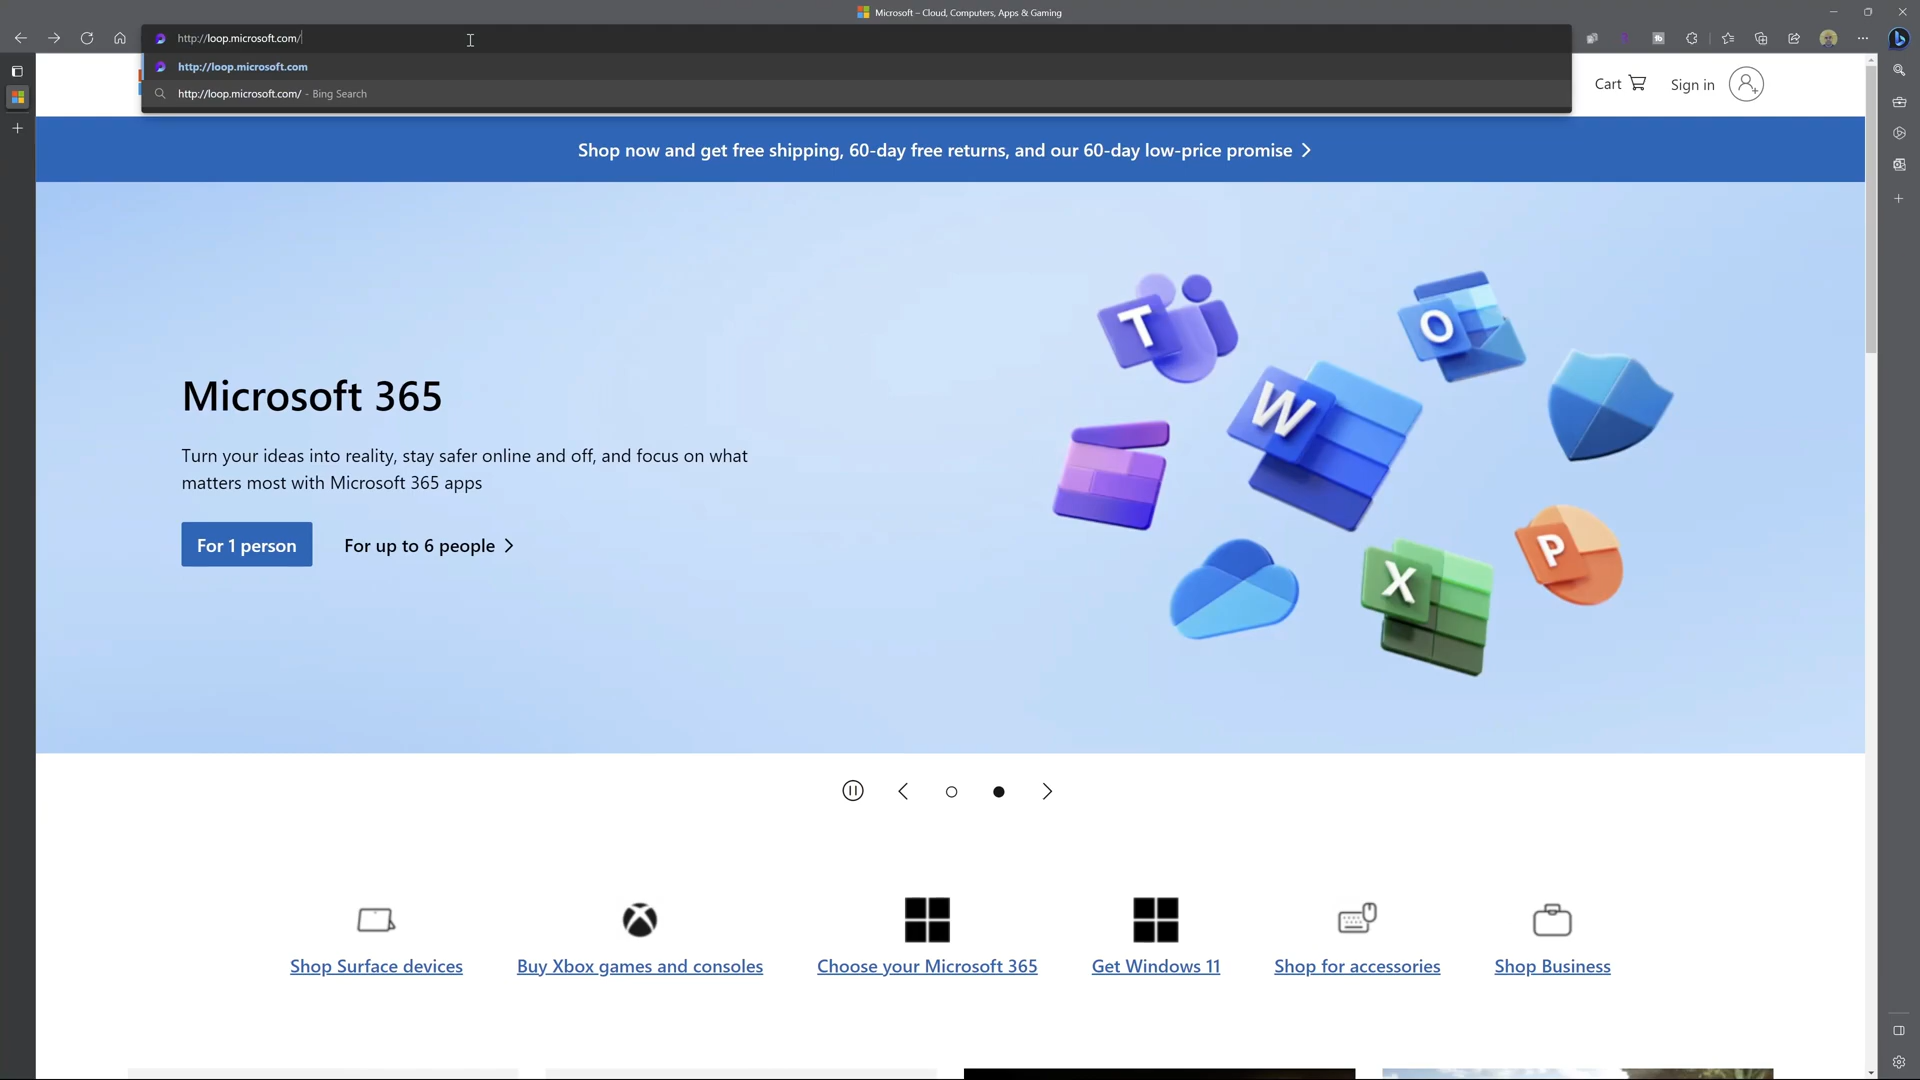 Microsoft – Cloud, Computers, Apps & Gaming
http://loop.microsoft.com/
http://loop.microsoft.com
http://loop.microsoft.com/ - Bing Search
Cart
Sign in
Shop now and get free shipping, 60-day free returns, and our 60-day low-price promise
Microsoft 365
Turn your ideas into reality, stay safer online and off, and focus on what
matters most with Microsoft 365 apps
For 1 person
For up to 6 people
T
O
W
X
P
Shop Surface devices
Buy Xbox games and consoles
Choose your Microsoft 365
Get Windows 11
Shop for accessories
Shop Business